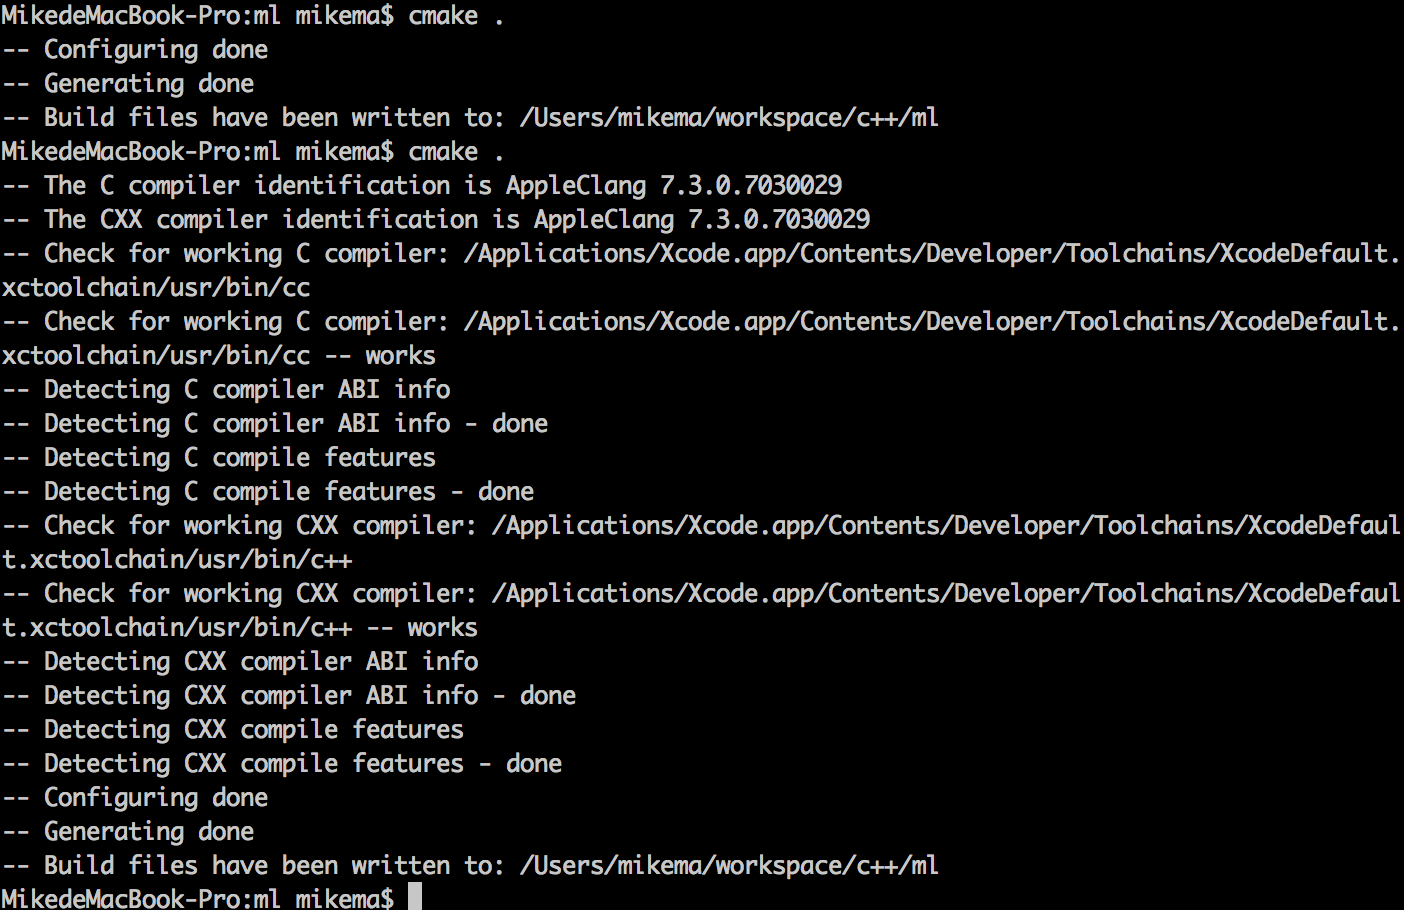 MikedeMacBook-Pro:ml mikema$ cmake .
-- Configuring done
-- Generating done
-- Build files have been written to: /Users/mikema/workspace/c++/ml
MikedeMacBook-Pro:ml mikema$ cmake .
-- The C compiler identification is AppleClang 7.3.0.7030029
-- The CXX compiler identification is AppleClang 7.3.0.7030029
-- Check for working C compiler: /Applications/Xcode.app/Contents/Developer/Toolchains/XcodeDefault.
xctoolchain/usr/bin/cc
-- Check for working C compiler: /Applications/Xcode.app/Contents/Developer/Toolchains/XcodeDefault.
xctoolchain/usr/bin/cc -- works
-- Detecting C compiler ABI info
-- Detecting C compiler ABI info - done
-- Detecting C compile features
-- Detecting C compile features - done
-- Check for working CXX compiler: /Applications/Xcode.app/Contents/Developer/Toolchains/XcodeDefaul
t.xctoolchain/usr/bin/c++
-- Check for working CXX compiler: /Applications/Xcode.app/Contents/Developer/Toolchains/XcodeDefaul
t.xctoolchain/usr/bin/c++ -- works
-- Detecting CXX compiler ABI info
-- Detecting CXX compiler ABI info - done
-- Detecting CXX compile features
-- Detecting CXX compile features - done
-- Configuring done
-- Generating done
-- Build files have been written to: /Users/mikema/workspace/c++/ml
MikedeMacBook-Pro:ml mikema$